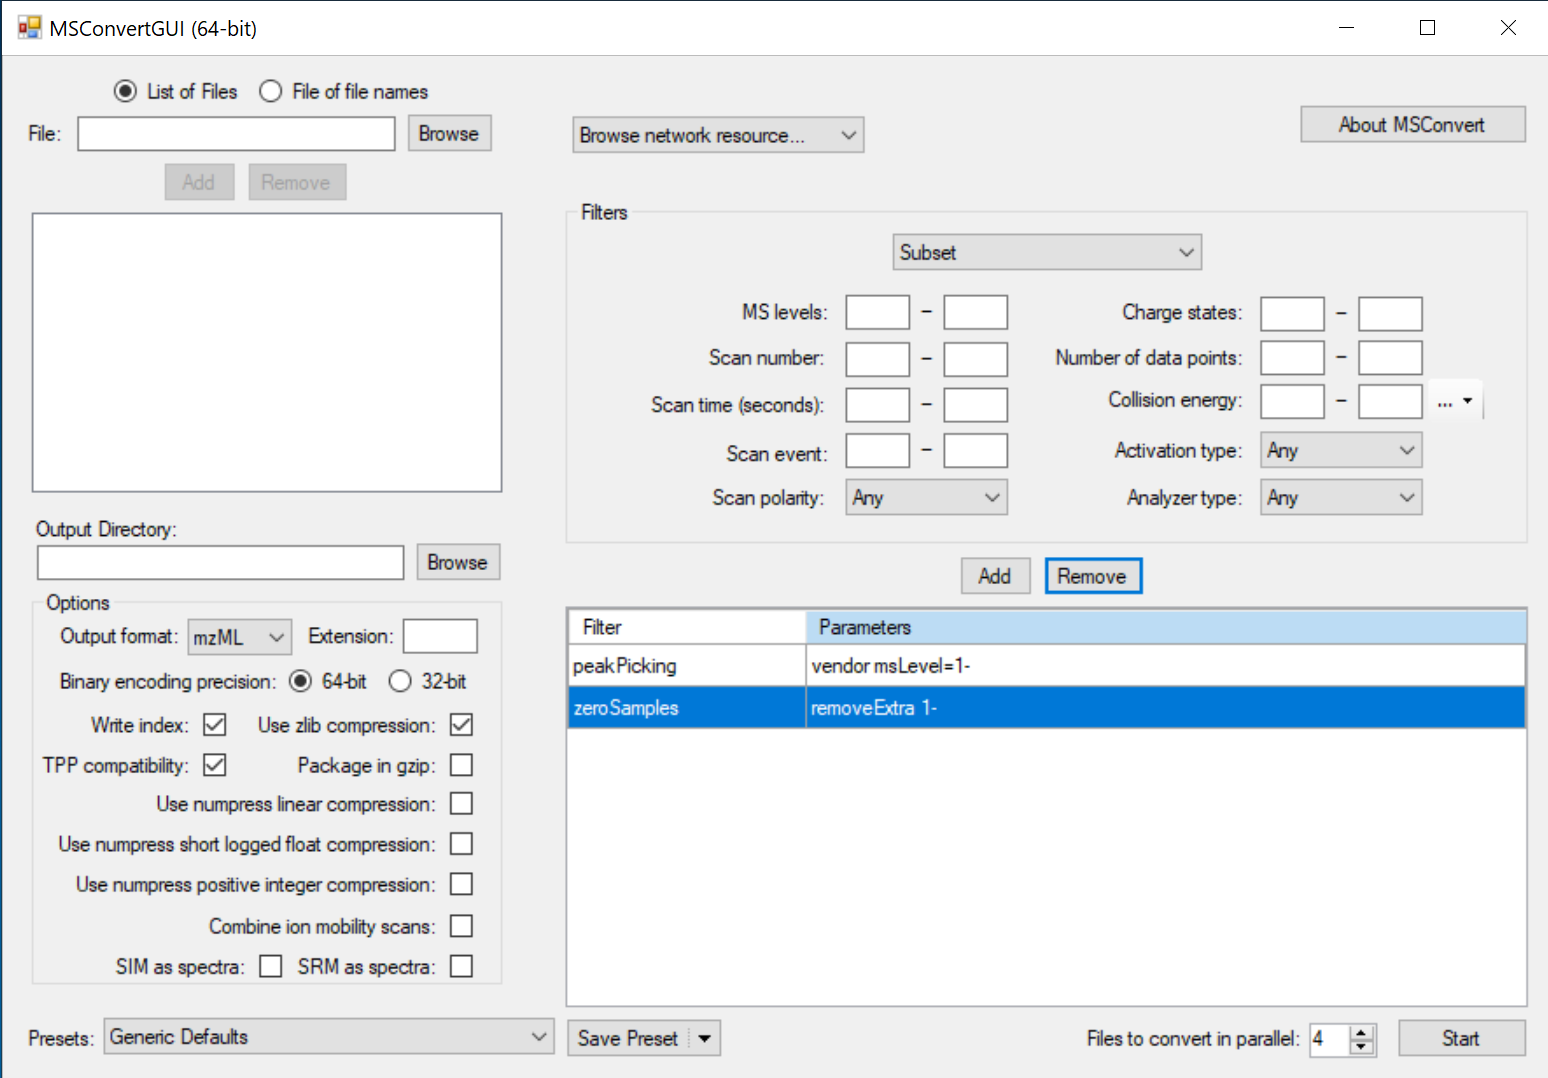 MSConvertGUI (64-bit)
List of Files File of file names
File: Browse Browse network resource... About MSConvert
Add Remove
Filters
Subset
MS levels: – Charge states: –
Scan number: – Number of data points: –
Scan time (seconds): – Collision energy: – ...
Scan event: – Activation type: Any
Scan polarity: Any Analyzer type: Any
Output Directory:
Browse
Add Remove
Options
Output format: mzML Extension:
Binary encoding precision: 64-bit 32-bit
Write index: Use zlib compression:
TPP compatibility: Package in gzip:
Use numpress linear compression:
Use numpress short logged float compression:
Use numpress positive integer compression:
Combine ion mobility scans:
SIM as spectra: SRM as spectra:
Filter Parameters
peakPicking vendor msLevel=1-
zeroSamples removeExtra 1-
Presets: Generic Defaults Save Preset Files to convert in parallel: 4 Start